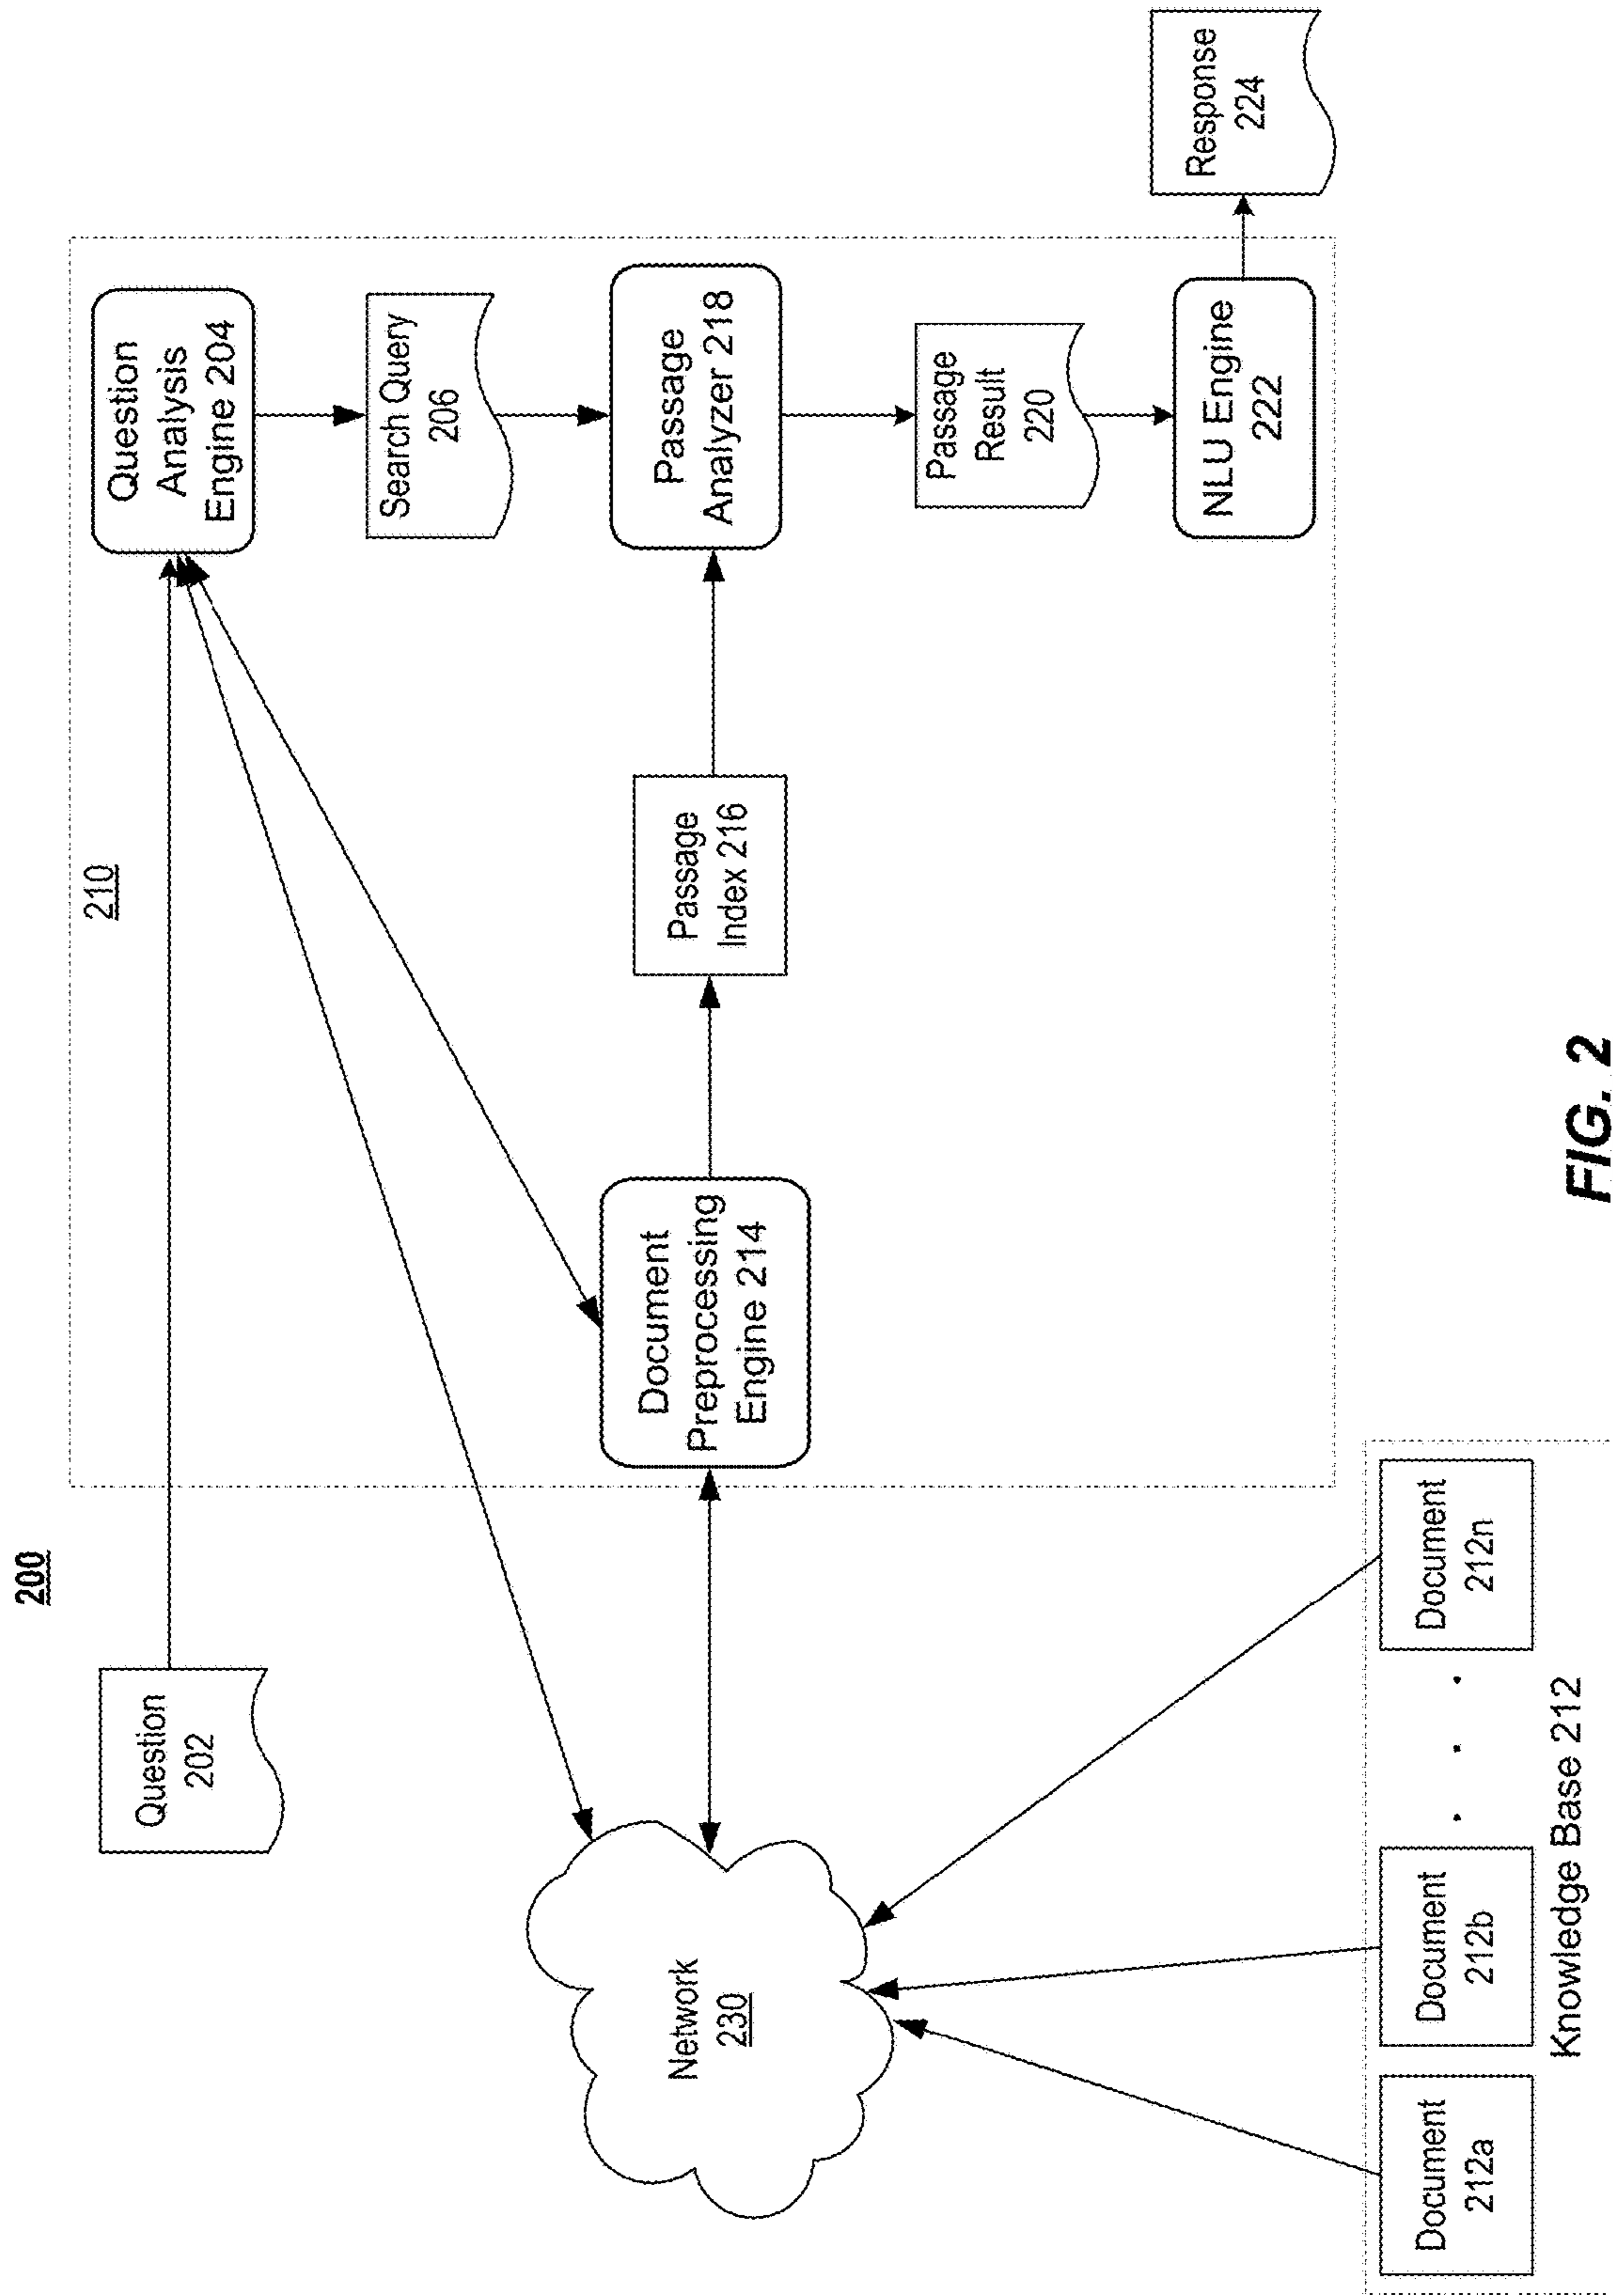 200
Question
202
210
Question
Analysis
Engine 204
Search Query
206
Network
230
Document
Preprocessing
Engine 214
Passage
Index 216
Passage
Analyzer 218
Passage
Result
220
NLU Engine
222
Response
224
Document
212a
Document
212b
. . .
Document
212n
Knowledge Base 212
FIG. 2